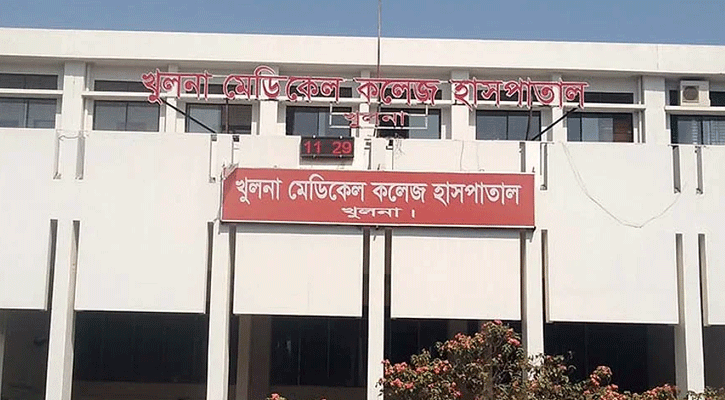 খুলনা মেডিকেল কলেজ হাসপাতাল
খুলনা
11 29
খুলনা মেডিকেল কলেজ হাসপাতাল
খুলনা।